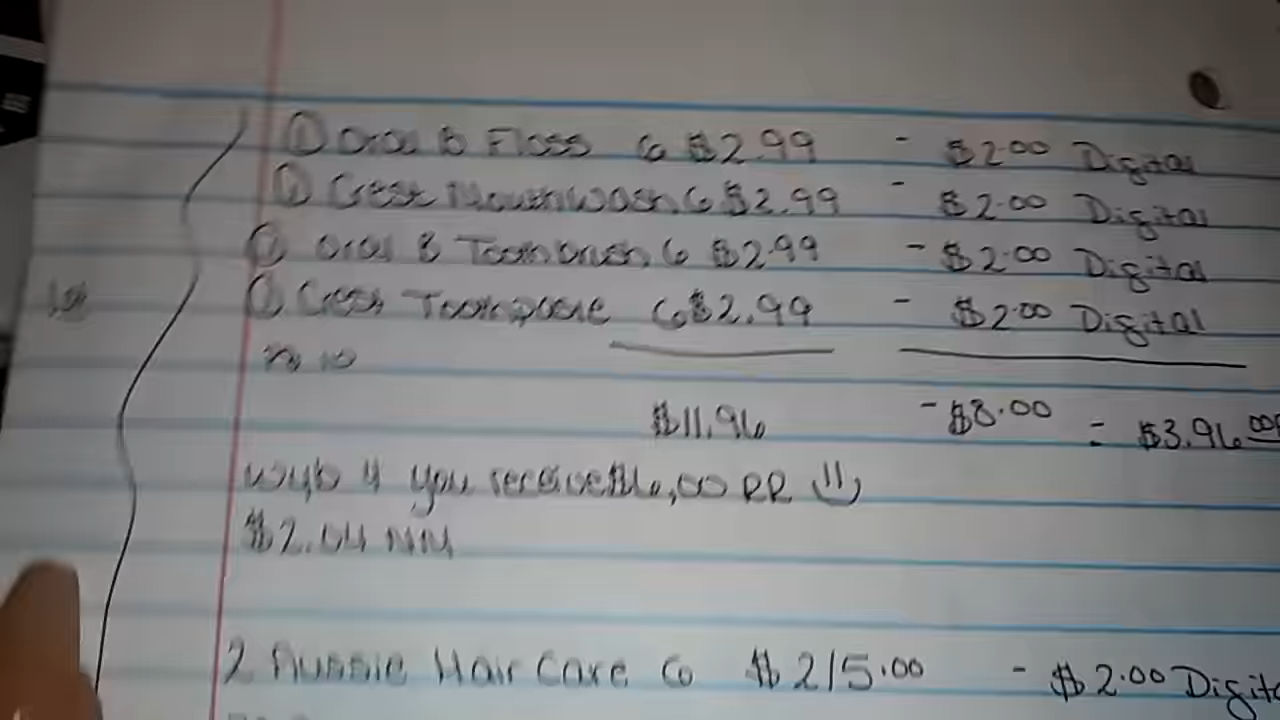 ① Oral B Floss @ $2.99 - $2.00 Digital
① Crest Mouthwash @ $2.99 - $2.00 Digital
① Oral B Toothbrush @ $2.99 - $2.00 Digital
① Crest Toothpaste @ $2.99 - $2.00 Digital
$11.96 - $8.00 = $3.96 OOP
wyb 4 you receive $6.00 RR
$2.04 MM
2 Aussie Hair Care @ $2/5.00 - $2.00